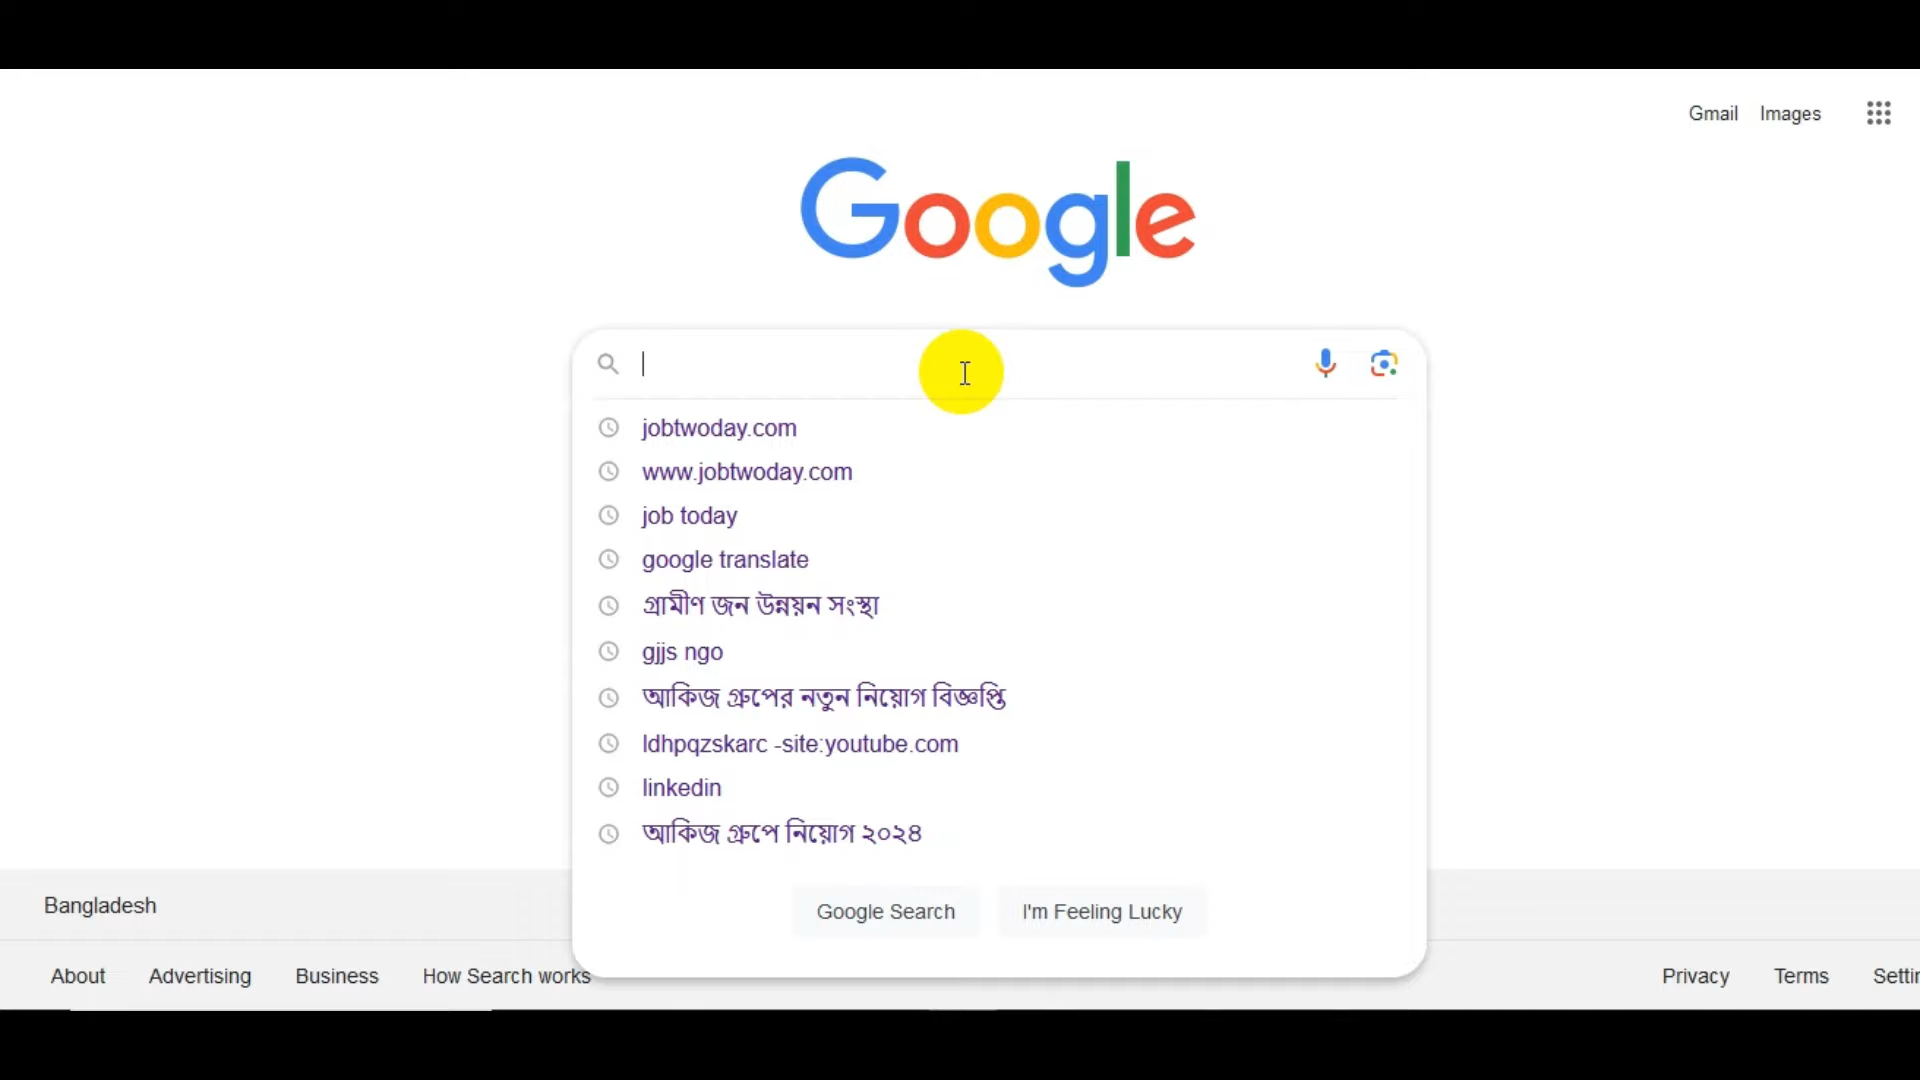 Gmail Images
Google
jobtwoday.com
www.jobtwoday.com
job today
google translate
গ্রামীণ জন উন্নয়ন সংস্থা
gjjs ngo
আকিজ গ্রুপের নতুন নিয়োগ বিজ্ঞপ্তি
ldhpqzskarc -site:youtube.com
linkedin
আকিজ গ্রুপে নিয়োগ ২০২৪
Google Search I'm Feeling Lucky
Bangladesh
About Advertising Business How Search works Privacy Terms